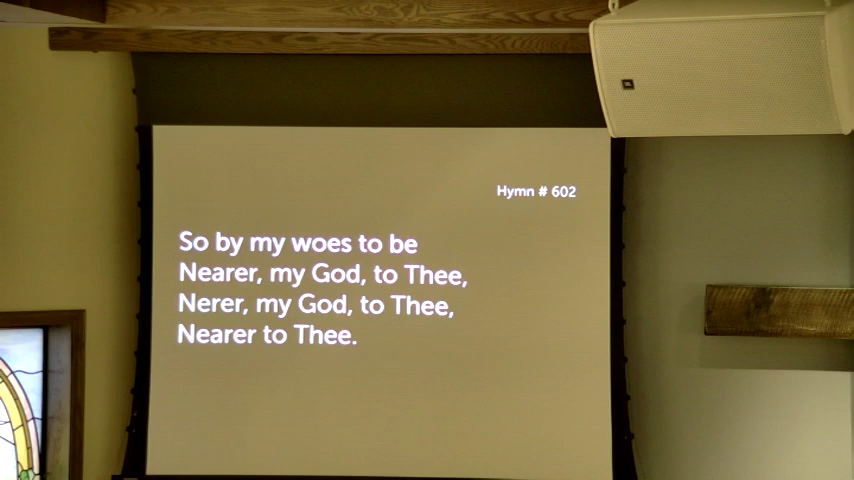 Hymn # 602
So by my woes to be
Nearer, my God, to Thee,
Nerer, my God, to Thee,
Nearer to Thee.